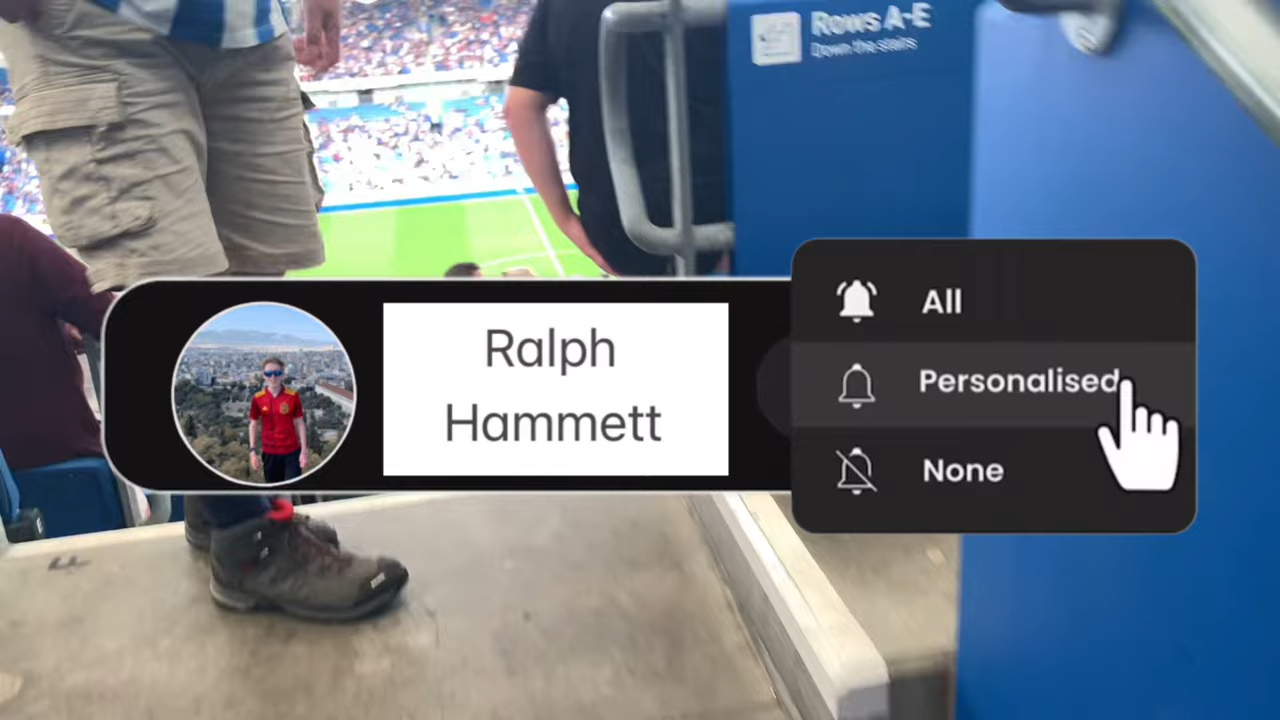 Rows A-E
Down the stairs
Ralph
Hammett
All
Personalised
None
F